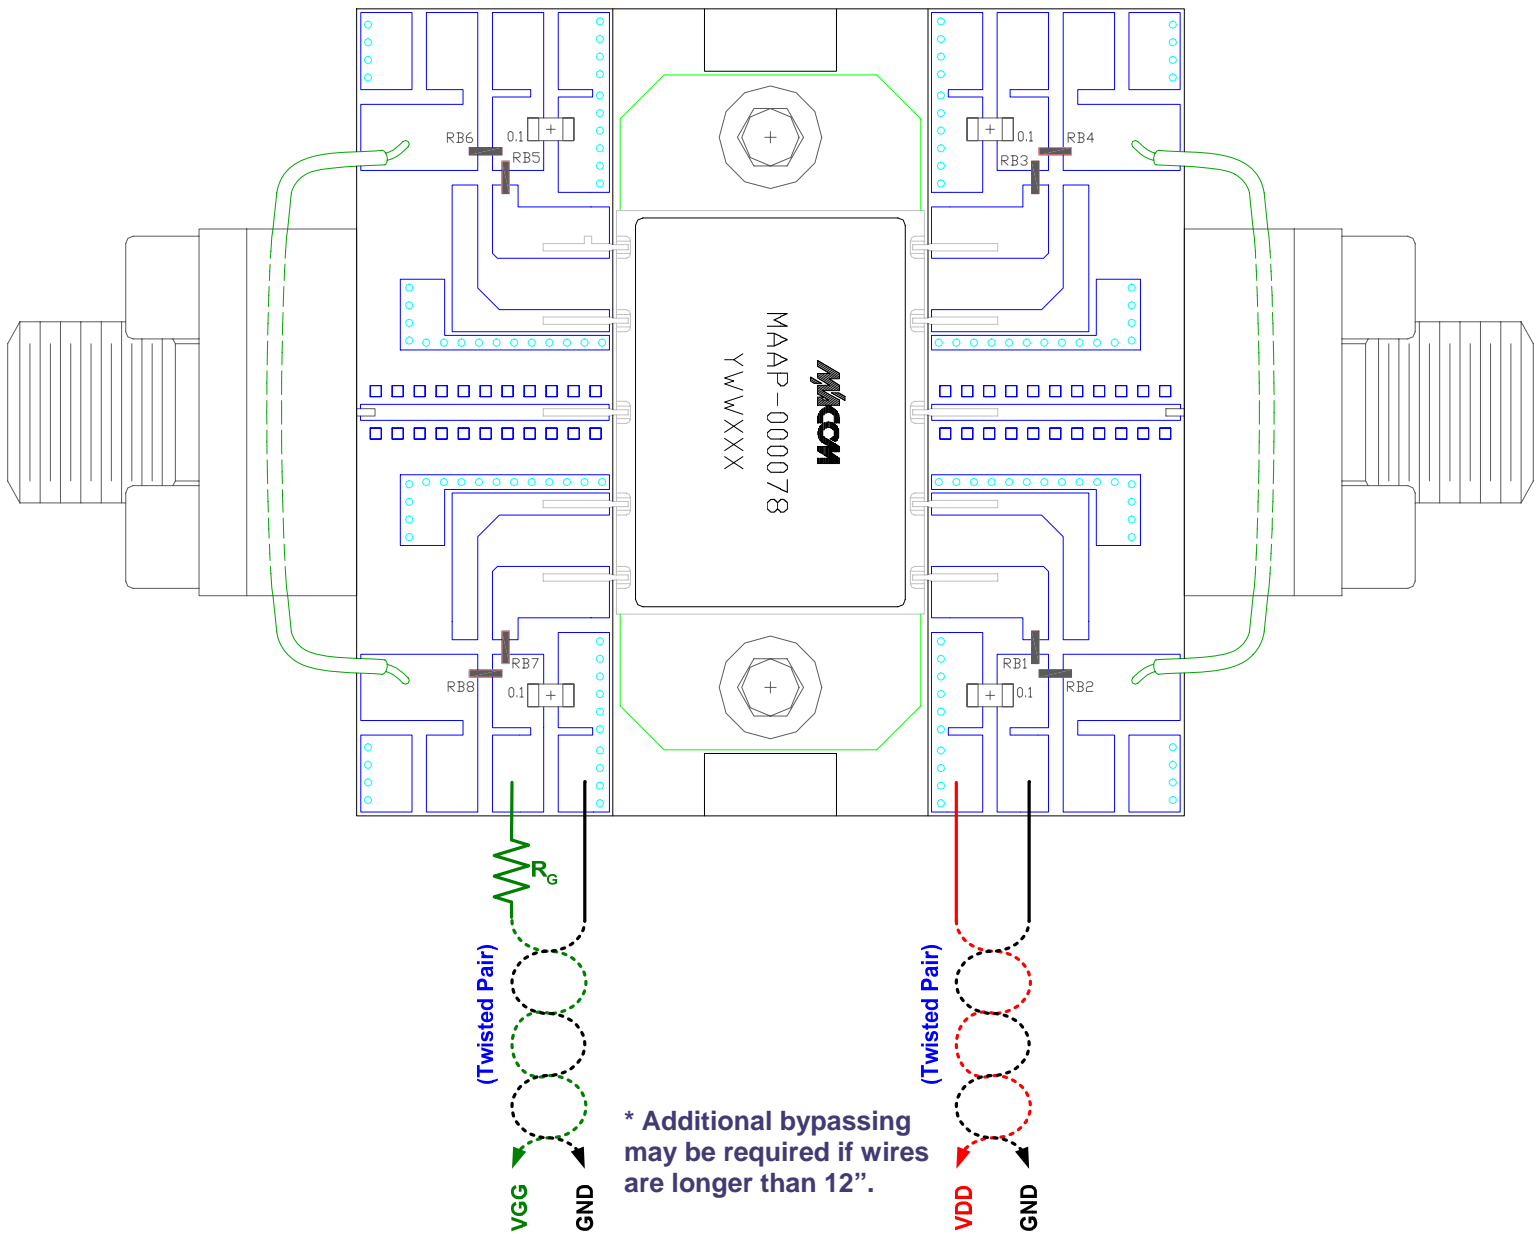 RB6
0.1
RB5
0.1
RB4
RB3
M/ACOM
MAAP-000078
YWWXXX
RB7
RB8
0.1
RB1
0.1
RB2
RG
(Twisted Pair)
(Twisted Pair)
* Additional bypassing
may be required if wires
are longer than 12”.
VGG
GND
VDD
GND